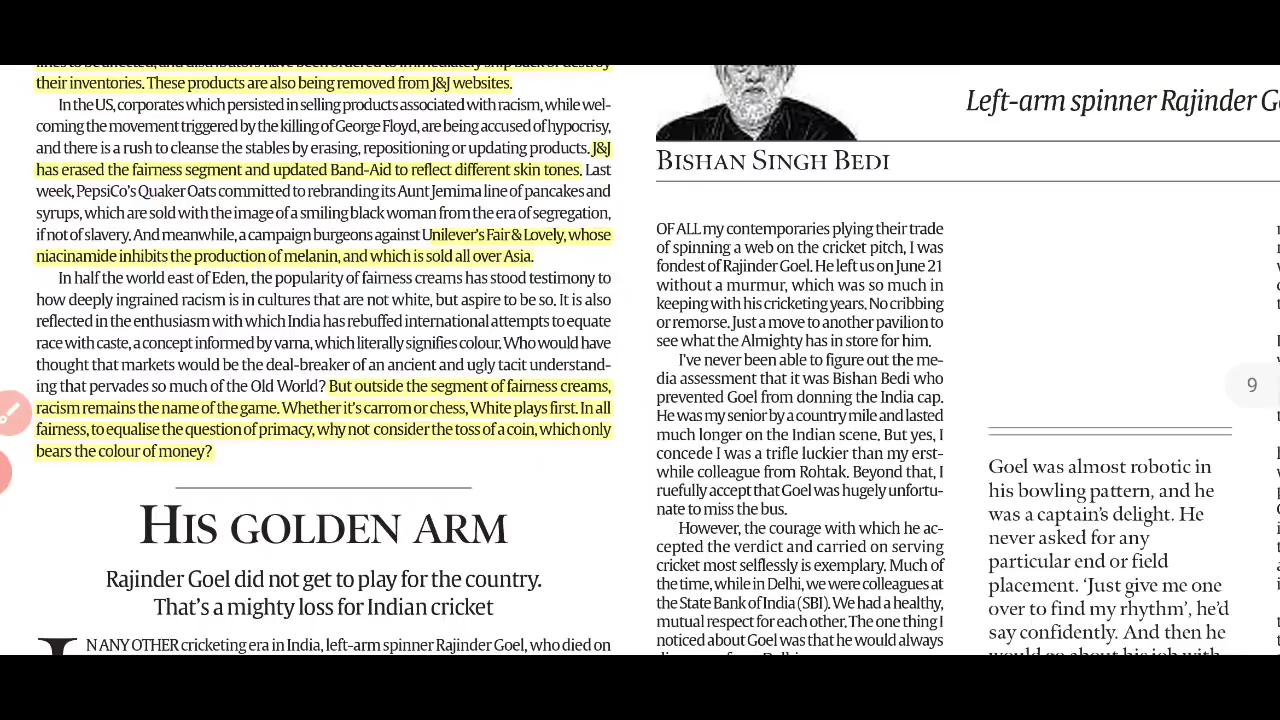 their inventories. These products are also being removed from J&J websites.
In the US, corporates which persisted in selling products associated with racism, while wel-
coming the movement triggered by the killing of George Floyd, are being accused of hypocrisy,
and there is a rush to cleanse the stables by erasing, repositioning or updating products. J&J
has erased the fairness segment and updated Band-Aid to reflect different skin tones. Last
week, PepsiCo's Quaker Oats committed to rebranding its Aunt Jemima line of pancakes and
syrups, which are sold with the image of a smiling black woman from the era of segregation,
if not of slavery. And meanwhile, a campaign burgeons against Unilever's Fair & Lovely, whose
niacinamide inhibits the production of melanin, and which is sold all over Asia.
In half the world east of Eden, the popularity of fairness creams has stood testimony to
how deeply ingrained racism is in cultures that are not white, but aspire to be so. It is also
reflected in the enthusiasm with which India has rebuffed international attempts to equate
race with caste, a concept informed by varna, which literally signifies colour. Who would have
thought that markets would be the deal-breaker of an ancient and ugly tacit understand-
ing that pervades so much of the Old World? But outside the segment of fairness creams,
racism remains the name of the game. Whether it's carrom or chess, White plays first. In all
fairness, to equalise the question of primacy, why not consider the toss of a coin, which only
bears the colour of money?
HIS GOLDEN ARM
Rajinder Goel did not get to play for the country.
That's a mighty loss for Indian cricket
IN ANY OTHER cricketing era in India, left-arm spinner Rajinder Goel, who died on
Left-arm spinner Rajinder G
BISHAN SINGH BEDI
OF ALL my contemporaries plying their trade
of spinning a web on the cricket pitch, I was
fondest of Rajinder Goel. He left us on June 21
without a murmur, which was so much in
keeping with his cricketing years. No cribbing
or remorse. Just a move to another pavilion to
see what the Almighty has in store for him.
I've never been able to figure out the me-
dia assessment that it was Bishan Bedi who
prevented Goel from donning the India cap.
He was my senior by a country mile and lasted
much longer on the Indian scene. But yes, I
concede I was a trifle luckier than my erst-
while colleague from Rohtak. Beyond that, I
ruefully accept that Goel was hugely unfortu-
nate to miss the bus.
However, the courage with which he ac-
cepted the verdict and carried on serving
cricket most selflessly is exemplary. Much of
the time, while in Delhi, we were colleagues at
the State Bank of India (SBI). We had a healthy,
mutual respect for each other. The one thing I
noticed about Goel was that he would always
Goel was almost robotic in
his bowling pattern, and he
was a captain's delight. He
never asked for any
particular end or field
placement. 'Just give me one
over to find my rhythm', he'd
say confidently. And then he
would go about his job with
9